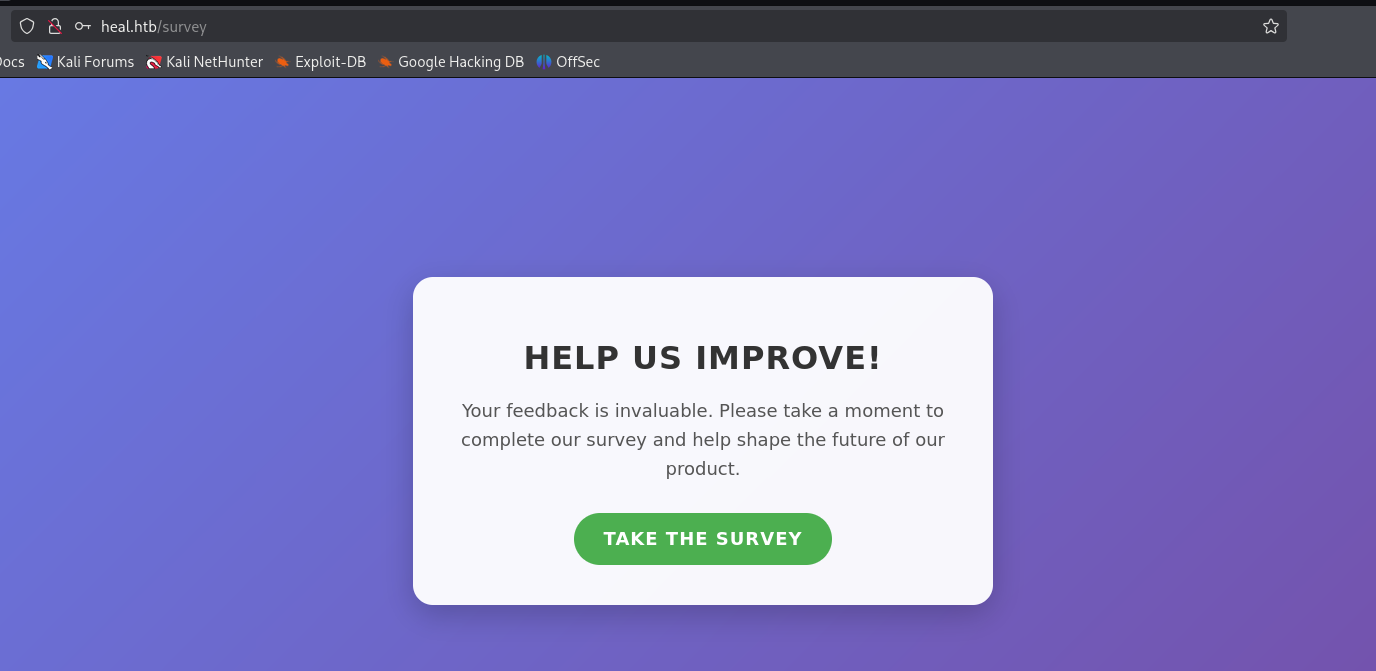 heal.htb/survey
Docs Kali Forums Kali NetHunter Exploit-DB Google Hacking DB OffSec
HELP US IMPROVE!
Your feedback is invaluable. Please take a moment to
complete our survey and help shape the future of our
product.
TAKE THE SURVEY